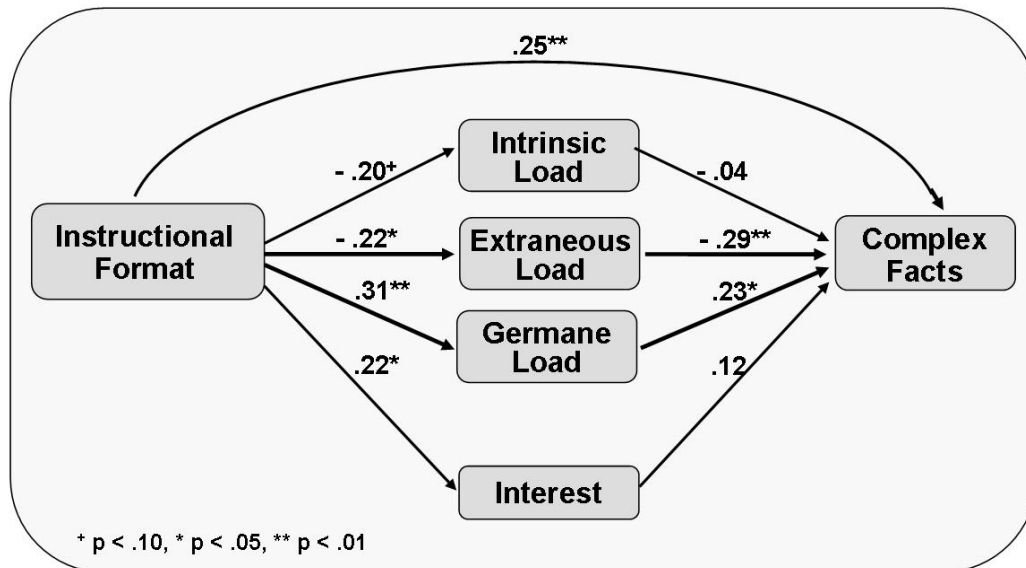 .25**
Intrinsic
Load
- .20⁺
- .04
Instructional
Format
- .22*
Extraneous
Load
- .29**
Complex
Facts
.31**
.23*
Germane
Load
.22*
.12
Interest
⁺ p < .10, * p < .05, ** p < .01